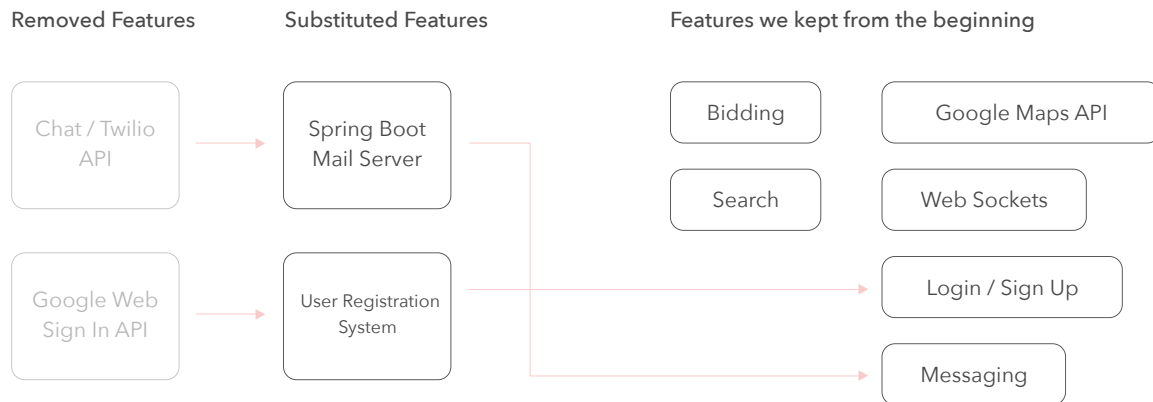 Removed Features
Substituted Features
Features we kept from the beginning
Chat / Twilio
API
Spring Boot
Mail Server
Bidding
Google Maps API
Search
Web Sockets
Google Web
Sign In API
User Registration
System
Login / Sign Up
Messaging